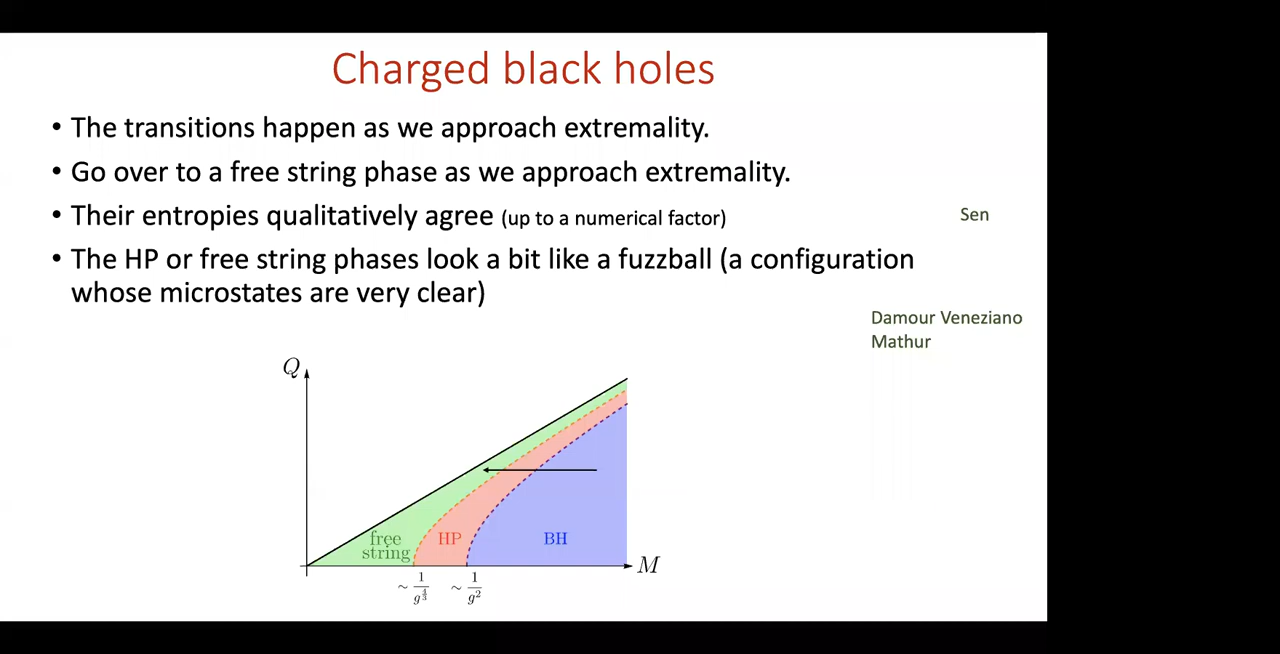 Charged black holes
• The transitions happen as we approach extremality.
• Go over to a free string phase as we approach extremality.
• Their entropies qualitatively agree (up to a numerical factor)
Sen
• The HP or free string phases look a bit like a fuzzball (a configuration
whose microstates are very clear)
Damour Veneziano
Mathur
Q
free
string
HP
BH
M
~ 1/g^{4/3}
~ 1/g²